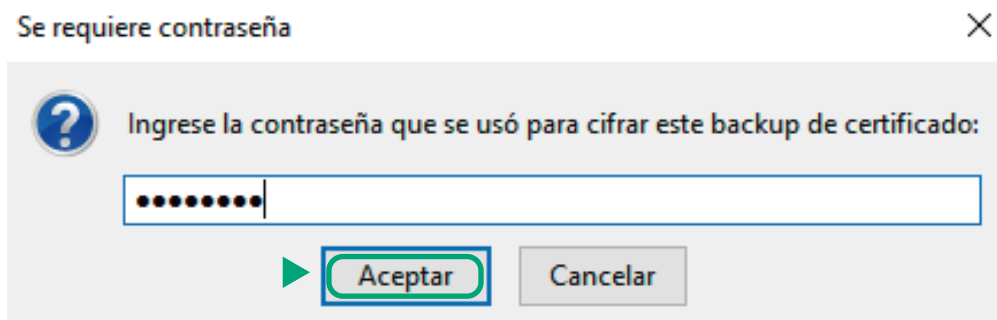 Se requiere contraseña
Ingrese la contraseña que se usó para cifrar este backup de certificado:
••••••••
Aceptar
Cancelar